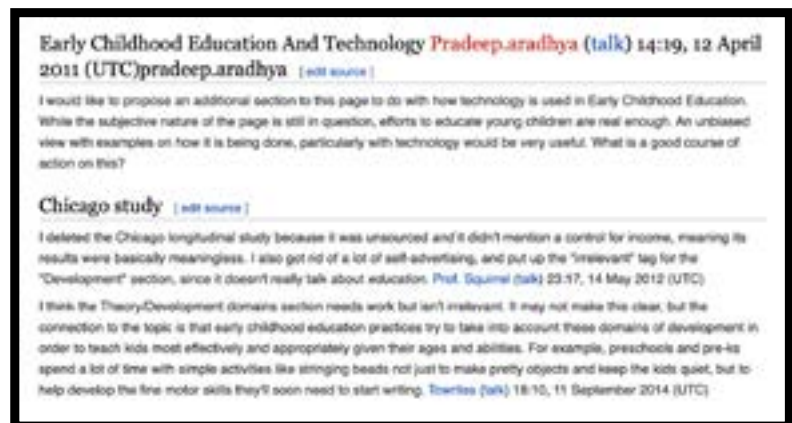 Early Childhood Education And Technology Pradeep.aradhya (talk) 14:19, 12 April
2011 (UTC)pradeep.aradhya [ edit source ]
I would like to propose an additional section to this page to do with how technology is used in Early Childhood Education.
While the subjective nature of the page is still in question, efforts to educate young children are real enough. An unbiased
view with examples on how it is being done, particularly with technology would be very useful. What is a good course of
action on this?
Chicago study [ edit source ]
I deleted the Chicago longitudinal study because it was unsourced and it didn't mention a control for income, meaning its
results were basically meaningless. I also got rid of a lot of self-advertising, and put up the "irrelevant" tag for the
"Development" section, since it doesn't really talk about education. Prof. Squirrel (talk) 23:17, 14 May 2012 (UTC)
I think the Theory/Development domains section needs work but isn't irrelevant. It may not make this clear, but the
connection to the topic is that early childhood education practices try to take into account these domains of development in
order to teach kids most effectively and appropriately given their ages and abilities. For example, preschools and pre-ks
spend a lot of time with simple activities like stringing beads not just to make pretty objects and keep the kids quiet, but to
help develop the fine motor skills they'll soon need to start writing. Townties (talk) 18:10, 11 September 2014 (UTC)